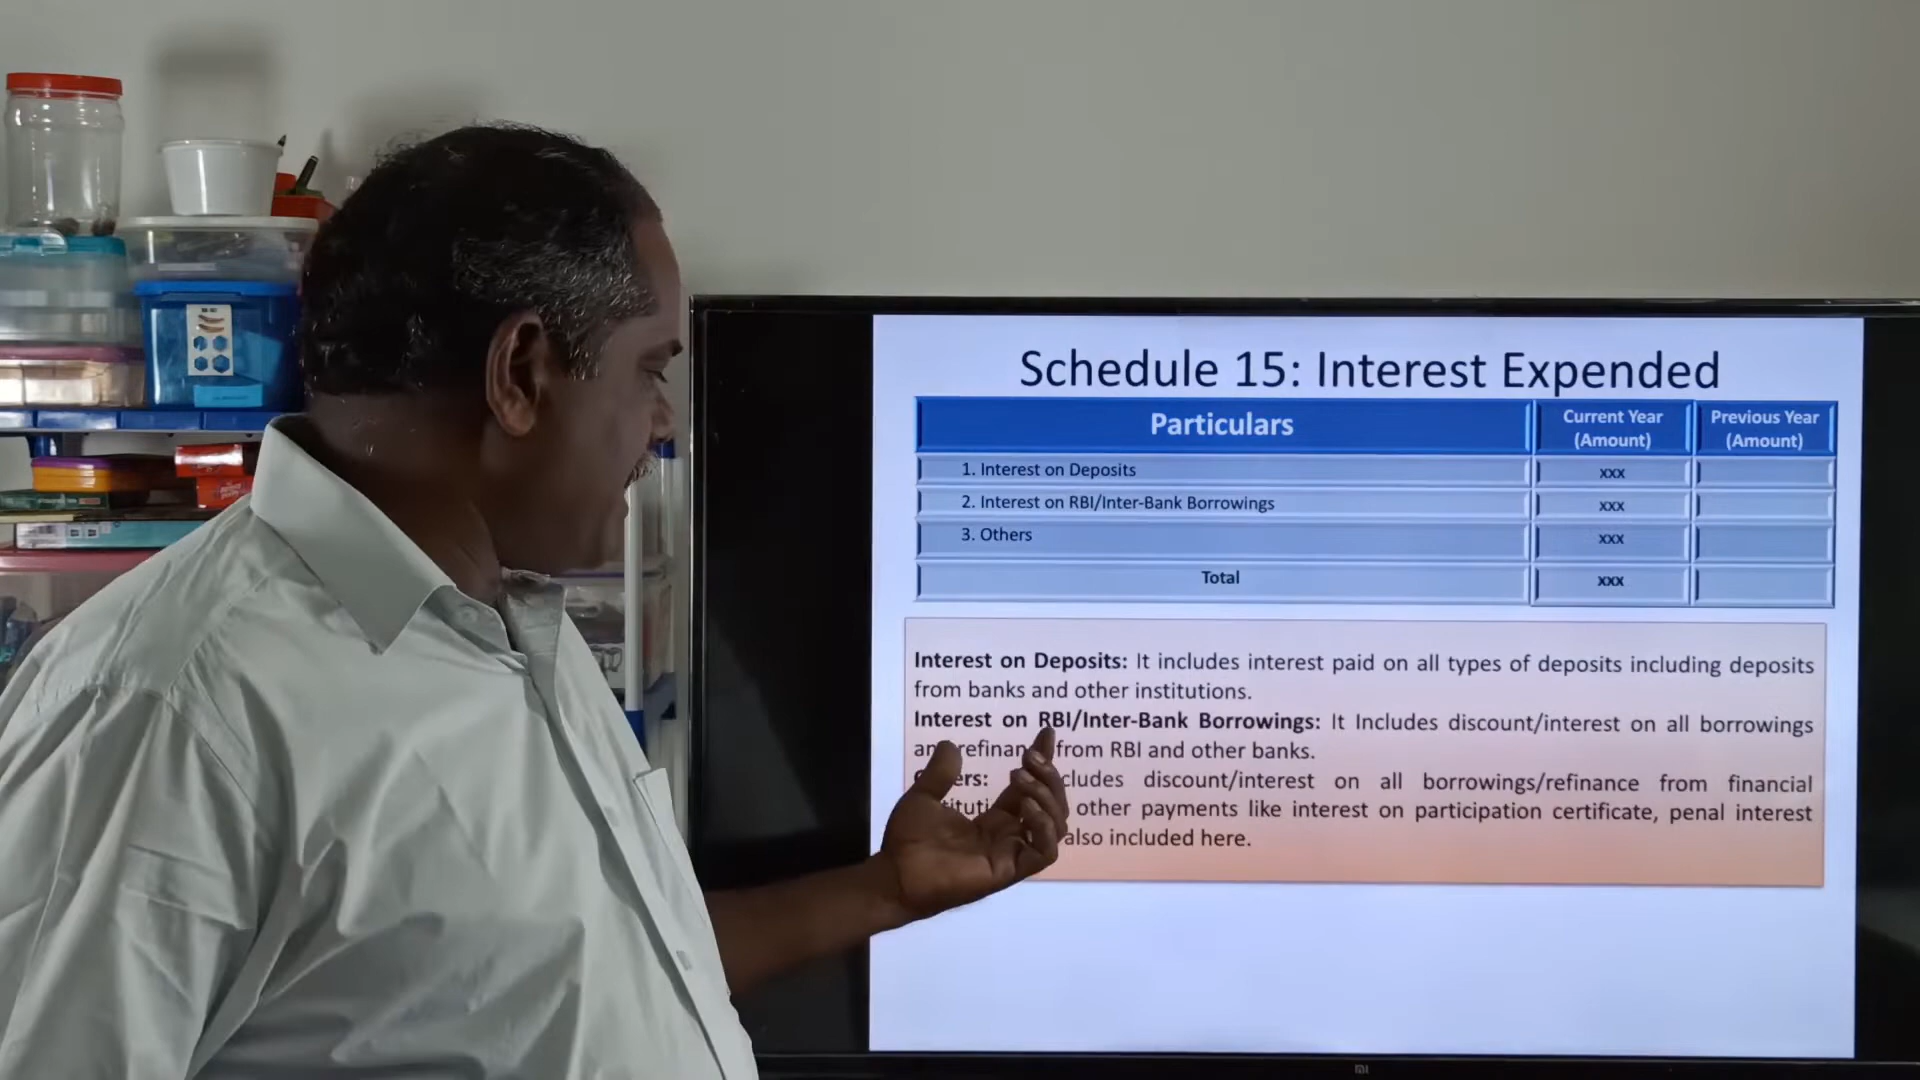 Schedule 15: Interest Expended
Particulars
Current Year (Amount)
Previous Year (Amount)
1. Interest on Deposits
xxx
2. Interest on RBI/Inter-Bank Borrowings
xxx
3. Others
xxx
Total
xxx
Interest on Deposits: It includes interest paid on all types of deposits including deposits
from banks and other institutions.
Interest on RBI/Inter-Bank Borrowings: It Includes discount/interest on all borrowings
from RBI and other banks.
discount/interest on all borrowings/refinance from financial
other payments like interest on participation certificate, penal interest
also included here.
mi